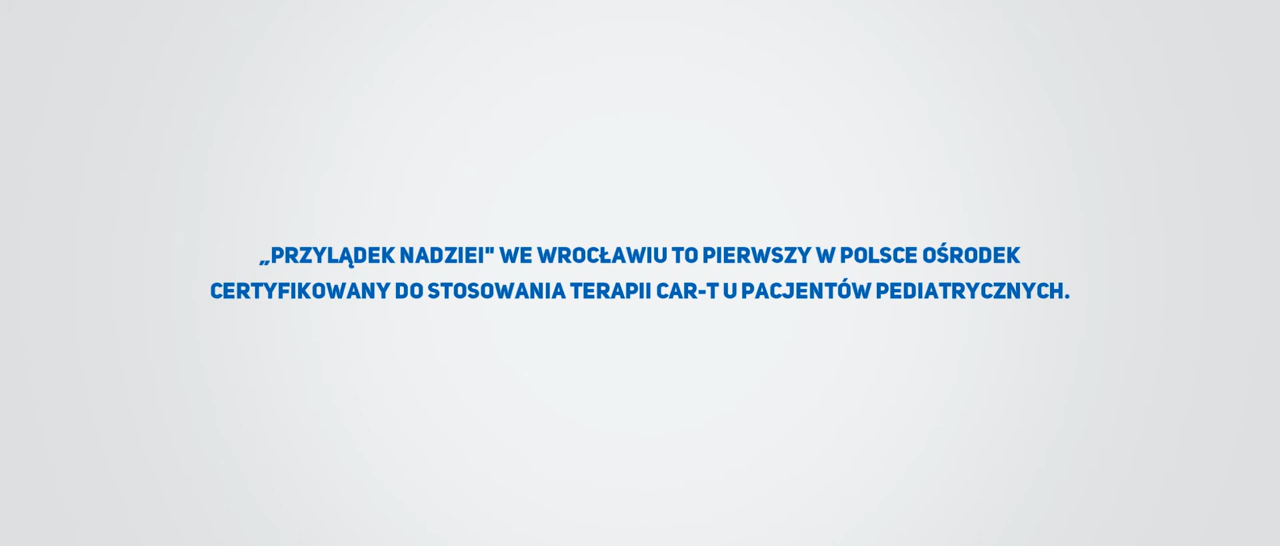 „PRZYLĄDEK NADZIEI" WE WROCŁAWIU TO PIERWSZY W POLSCE OŚRODEK
CERTYFIKOWANY DO STOSOWANIA TERAPII CAR-T U PACJENTÓW PEDIATRYCZNYCH.